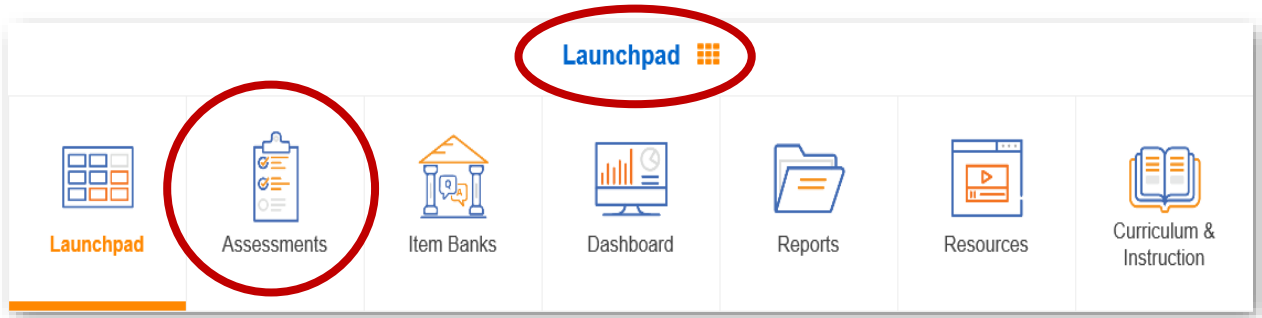 Launchpad
Launchpad
Assessments
Item Banks
Q
A
Dashboard
Reports
Resources
Curriculum &
Instruction